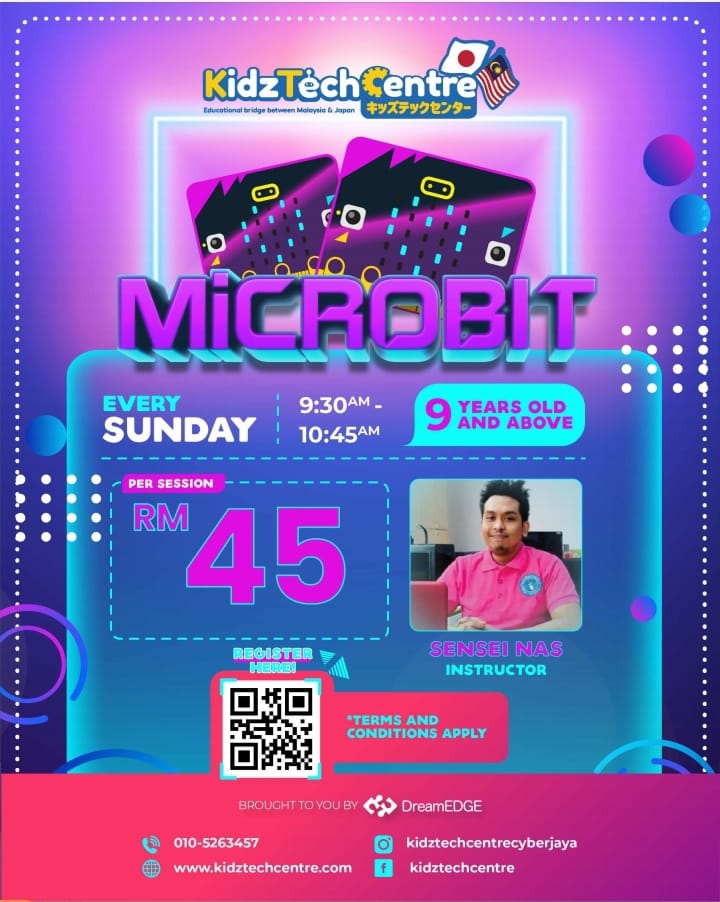 KidzTechCentre
Educational bridge between Malaysia & Japan
キッズテックセンター
MiCROBIT
EVERY
SUNDAY
9:30AM -
10:45AM
9 YEARS OLD
AND ABOVE
PER SESSION
RM 45
SENSEI NAS
INSTRUCTOR
REGISTER
HERE!
*TERMS AND
CONDITIONS APPLY
BROUGHT TO YOU BY DreamEDGE
010-5263457
kidztechcentrecyberjaya
www.kidztechcentre.com
kidztechcentre